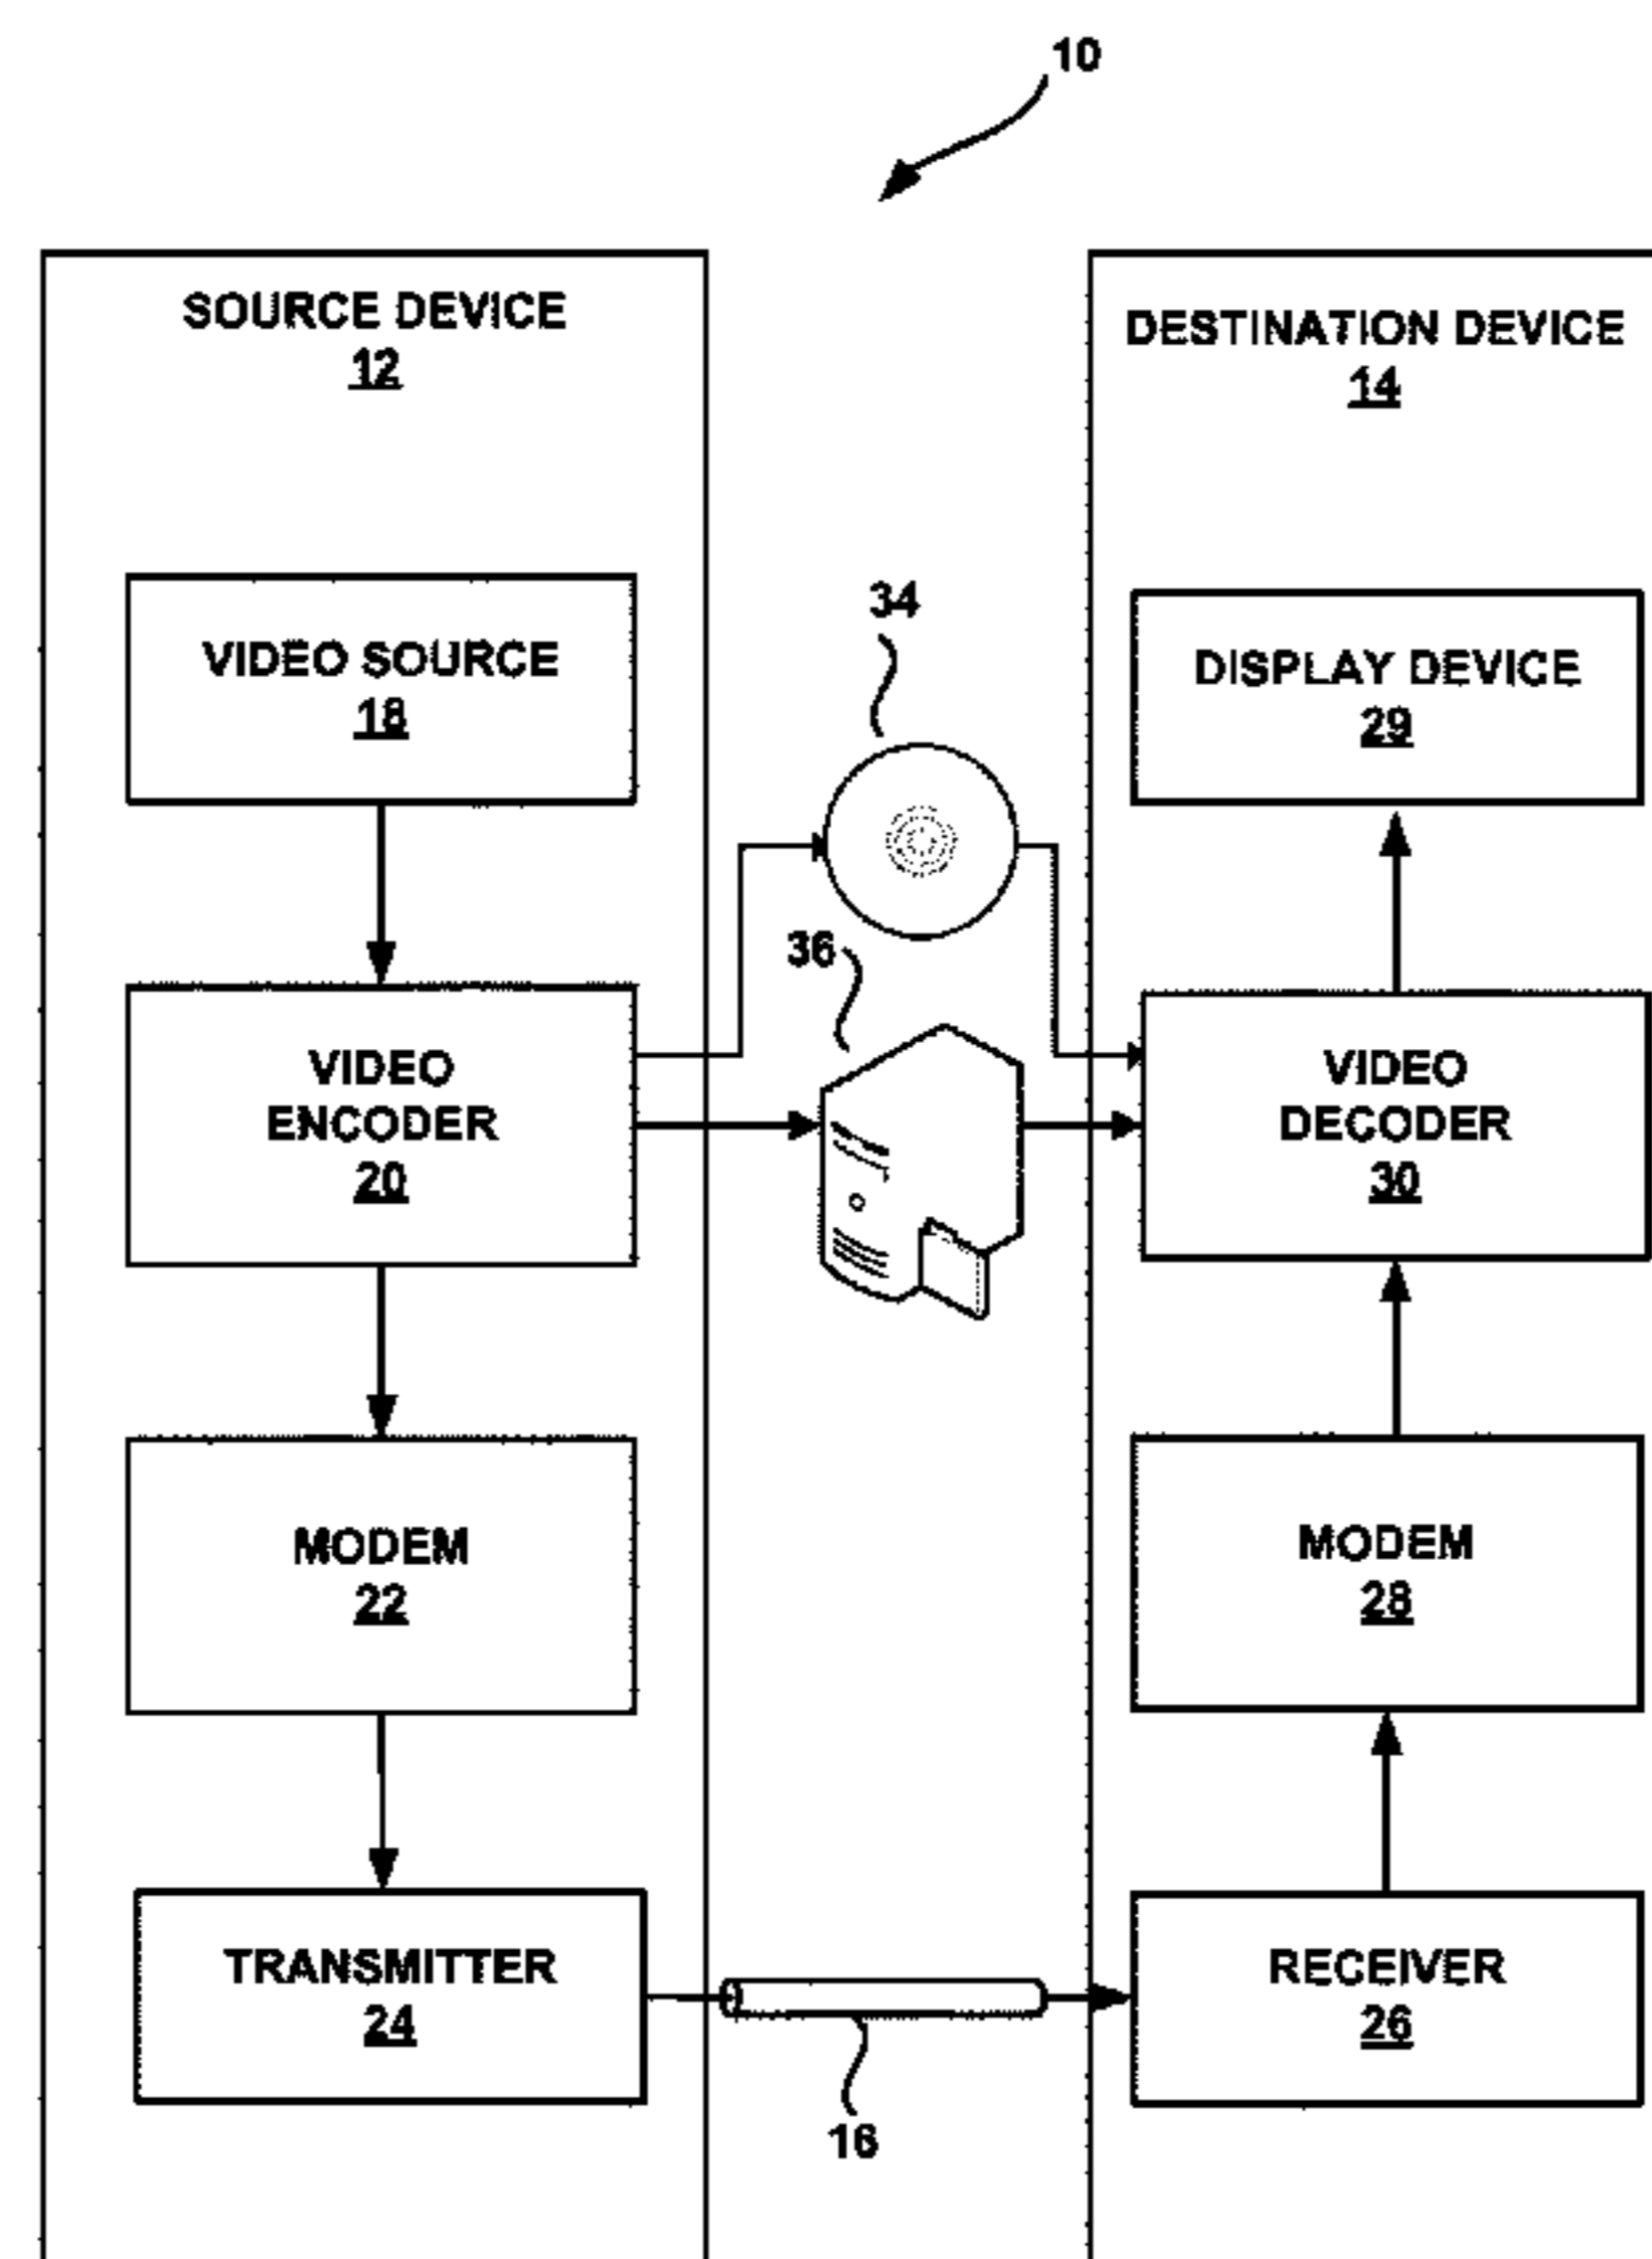 10
SOURCE DEVICE
12
DESTINATION DEVICE
14
VIDEO SOURCE
18
34
DISPLAY DEVICE
29
36
VIDEO
ENCODER
20
VIDEO
DECODER
30
MODEM
22
MODEM
28
TRANSMITTER
24
RECEIVER
26
16